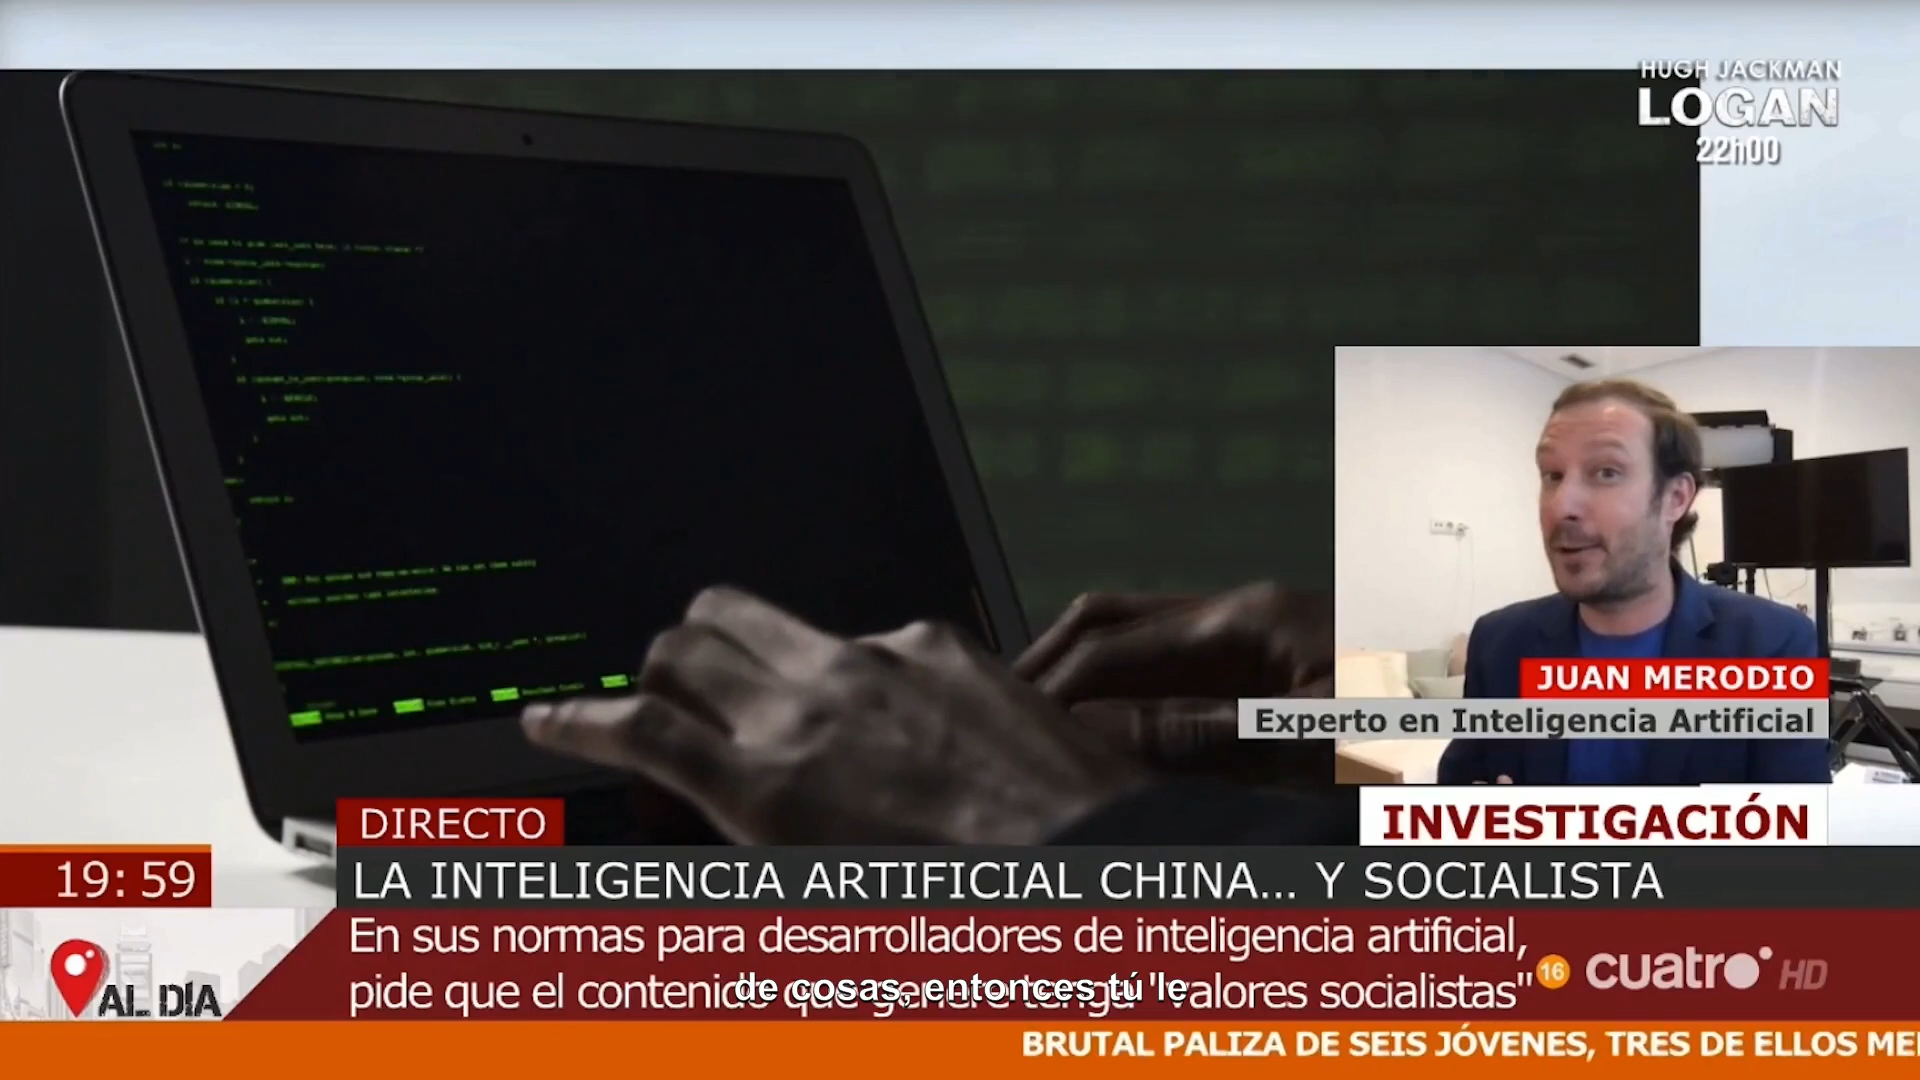 HUGH JACKMAN
LOGAN
22h00
JUAN MERODIO
Experto en Inteligencia Artificial
INVESTIGACIÓN
DIRECTO
19:59
LA INTELIGENCIA ARTIFICIAL CHINA... Y SOCIALISTA
En sus normas para desarrolladores de inteligencia artificial,
pide que el contenido que genere tenga "valores socialistas"
de cosas, entonces tú le
16 cuatro HD
AL DÍA
BRUTAL PALIZA DE SEIS JÓVENES, TRES DE ELLOS ME